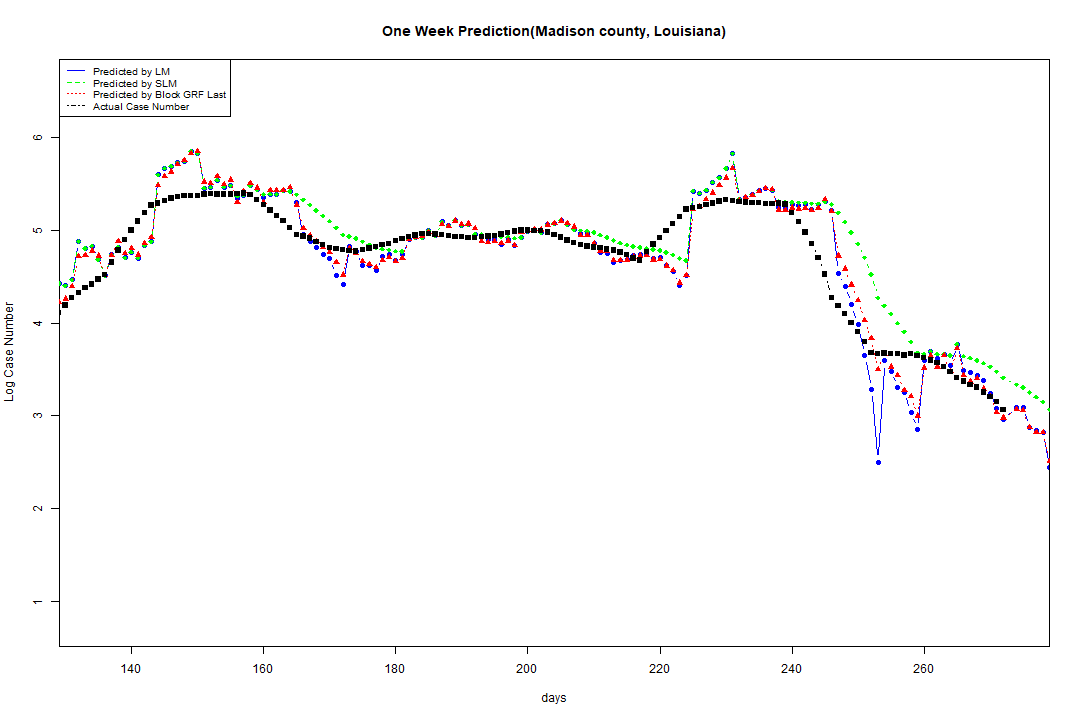 One Week Prediction(Madison county, Louisiana)
Predicted by LM
Predicted by SLM
Predicted by Block GRF Last
Actual Case Number
6
5
4
3
2
1
Log Case Number
140 160 180 200 220 240 260
days